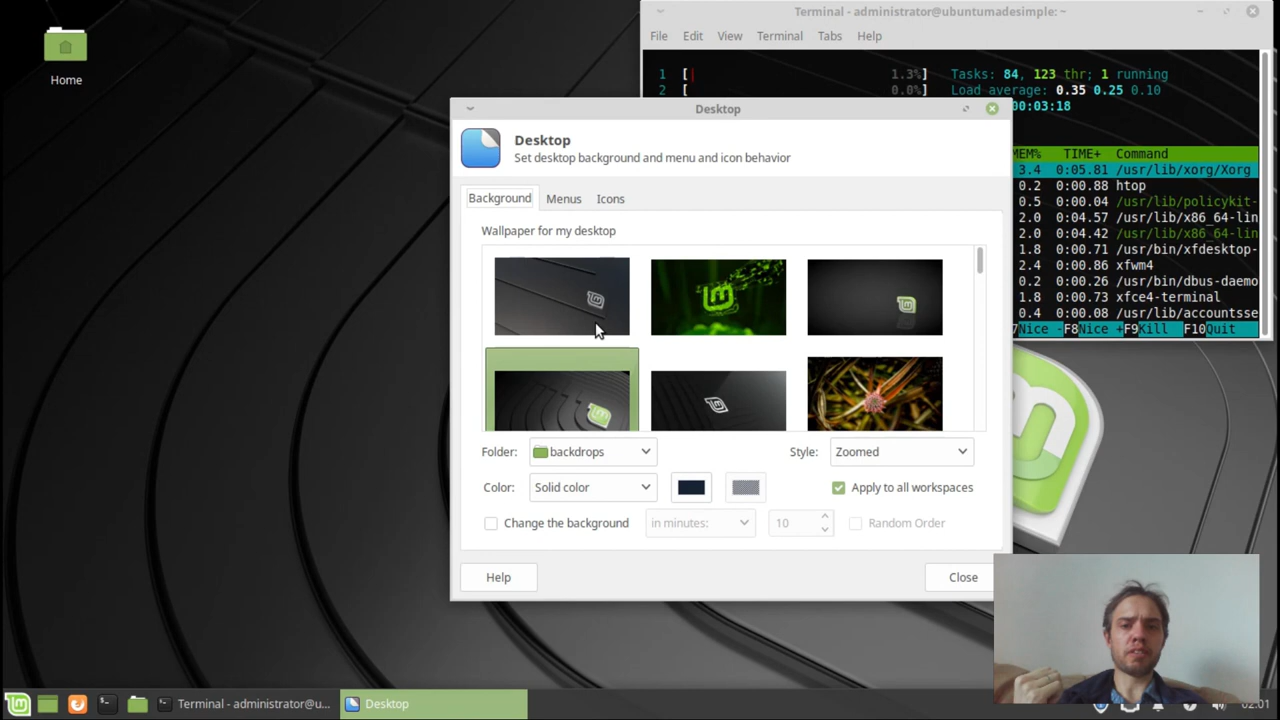 Home
Terminal - administrator@ubuntumadesimple: ~
File Edit View Terminal Tabs Help
1 [| 1.3%] Tasks: 84, 123 thr; 1 running
2 [ 0.0%] Load average: 0.35 0.25 0.10
00:03:18
MEM% TIME+ Command
3.4 0:05.81 /usr/lib/xorg/Xorg
0.2 0:00.88 htop
0.5 0:00.04 /usr/lib/policykit-
2.0 0:04.57 /usr/lib/x86_64-lin
2.0 0:04.42 /usr/lib/x86_64-lin
1.8 0:00.71 /usr/bin/xfdesktop-
2.4 0:00.86 xfwm4
0.2 0:00.26 /usr/bin/dbus-daemo
1.8 0:00.73 xfce4-terminal
0.4 0:00.08 /usr/lib/accountsse
7Nice -F8Nice +F9Kill F10Quit
Desktop
Desktop
Set desktop background and menu and icon behavior
Background Menus Icons
Wallpaper for my desktop
Folder: backdrops Style: Zoomed
Color: Solid color Apply to all workspaces
Change the background in minutes: 10 Random Order
Help Close
Terminal - administrator@u... Desktop 02:01